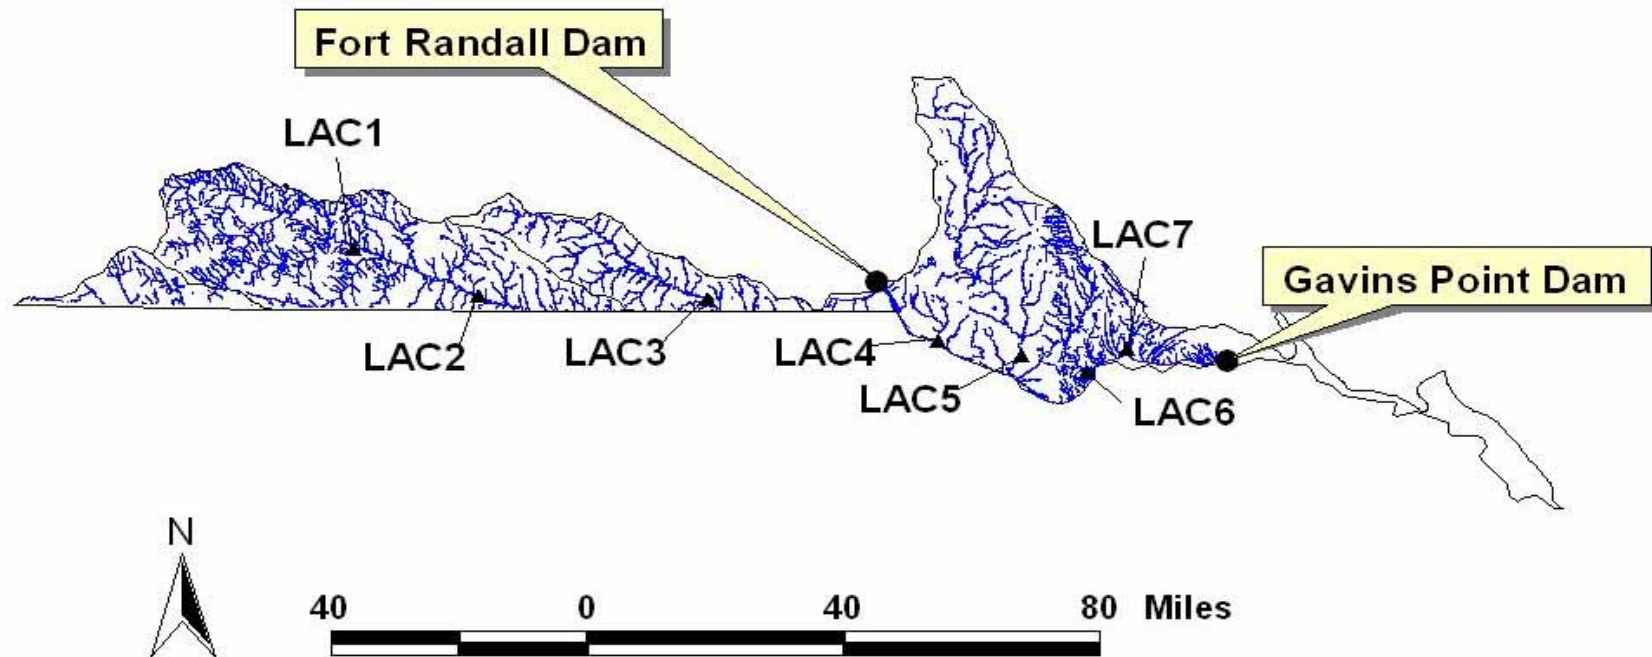 Fort Randall Dam
LAC1
LAC7
Gavins Point Dam
LAC2
LAC3
LAC4
LAC5
LAC6
N
40 0 40 80 Miles